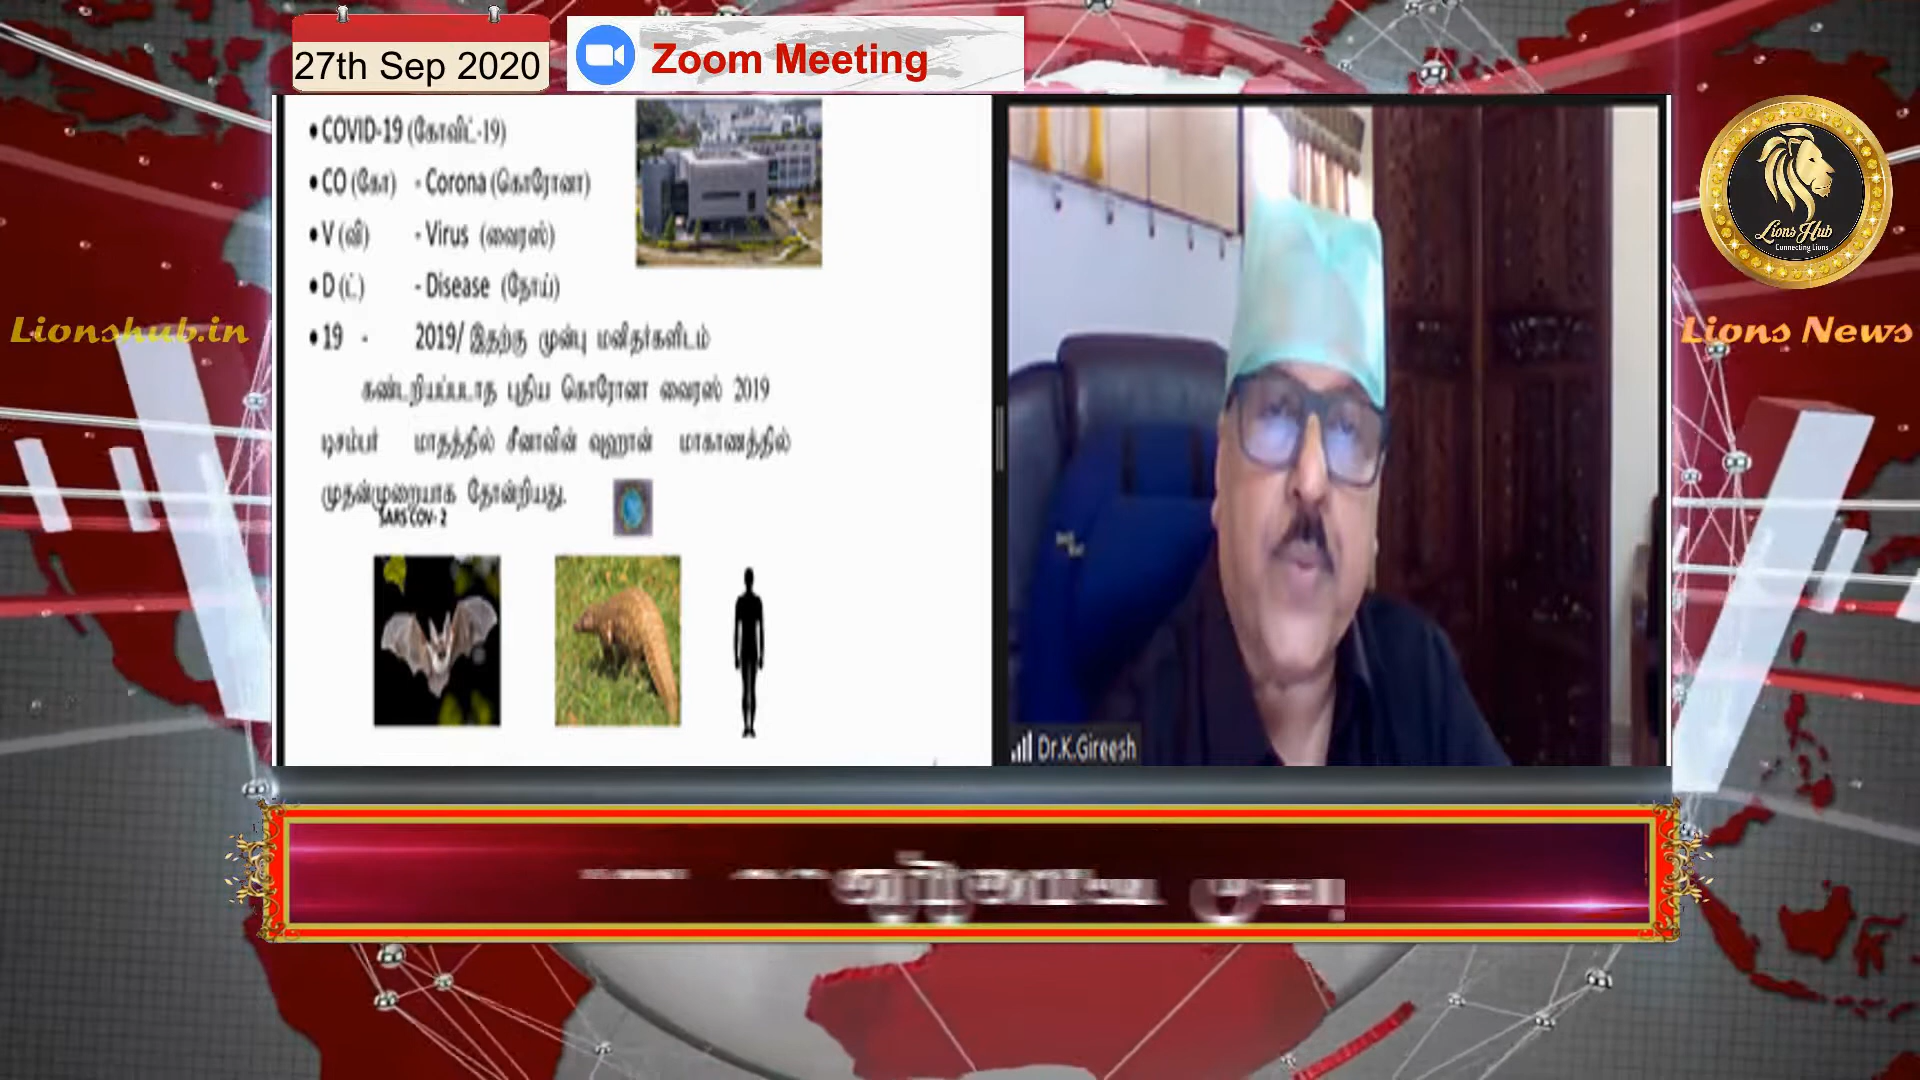 27th Sep 2020
Zoom Meeting
•COVID-19 (கோவிட்-19)
•CO (கோ) - Corona (கொரோனா)
•V (வி) - Virus (வைரஸ்)
•D (ட்) - Disease (நோய்)
•19 - 2019/ இதற்கு முன்பு மனிதர்களிடம்
கண்டறியப்படாத புதிய கொரோனா வைரஸ் 2019
டிசம்பர் மாதத்தில் சீனாவின் வுஹான் மாகாணத்தில்
முதன்முறையாக தோன்றியது.
SARS COV- 2
Dr.K.Gireesh
Lionshub.in
Lions Hub
Connecting Lions
Lions News